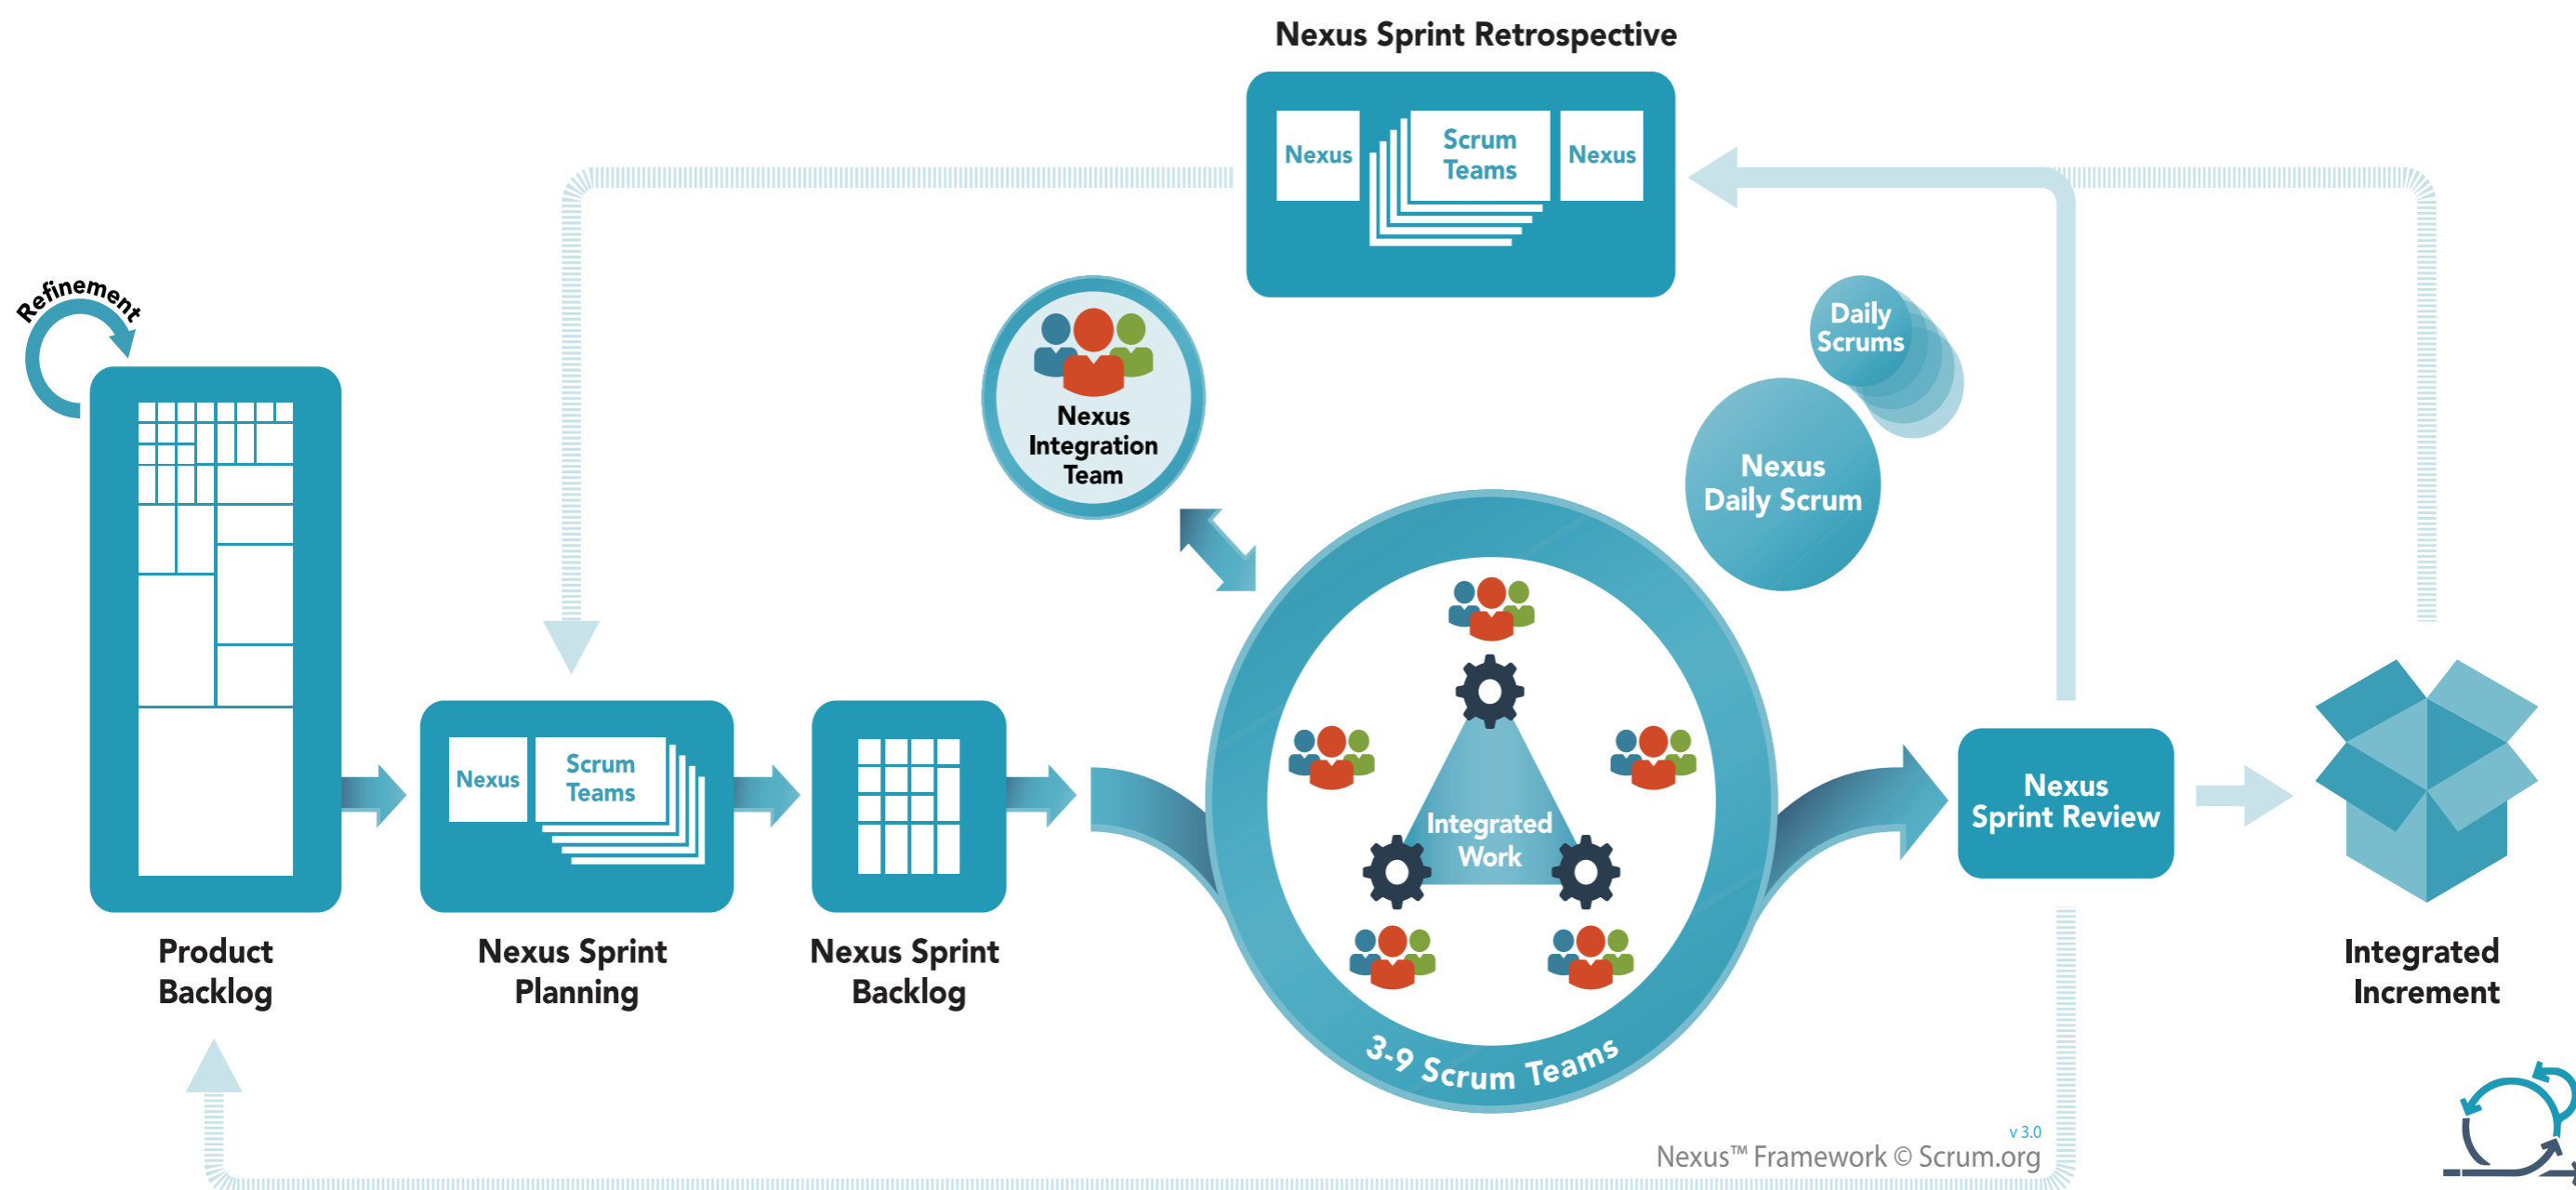 Nexus Sprint Retrospective
Nexus
Scrum
Teams
Nexus
Refinement
Nexus
Integration
Team
Daily
Scrums
Nexus
Daily Scrum
Nexus
Scrum
Teams
Integrated
Work
Nexus
Sprint Review
Product
Backlog
Nexus Sprint
Planning
Nexus Sprint
Backlog
Integrated
Increment
3-9 Scrum Teams
v 3.0
Nexus™ Framework © Scrum.org